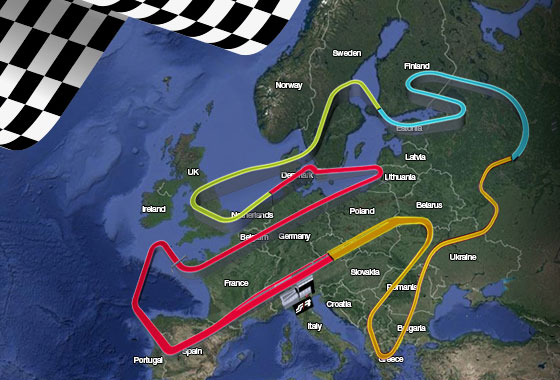 Sweden
Finland
Norway
Estonia
Latvia
UK
Denmark
Lithuania
Ireland
Netherlands
Poland
Belarus
Belgium
Germany
Ukraine
Slovakia
France
Romania
Croatia
Italy
Bulgaria
Spain
Portugal
Greece